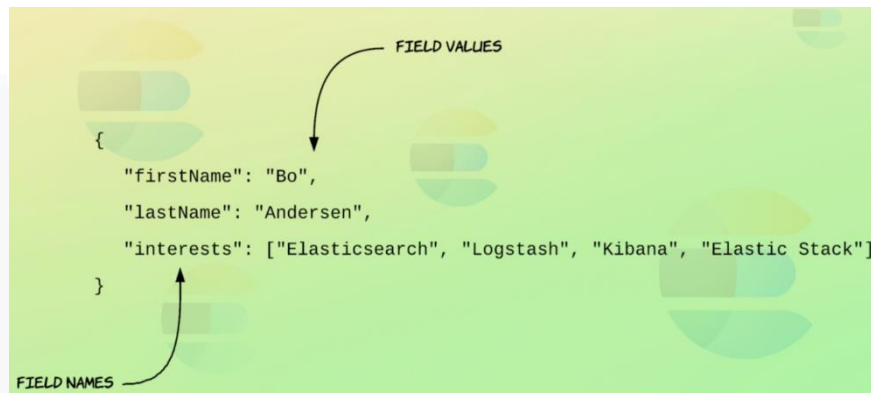 FIELD VALUES
{
"firstName": "Bo",
"lastName": "Andersen",
"interests": ["Elasticsearch", "Logstash", "Kibana", "Elastic Stack"]
}
FIELD NAMES